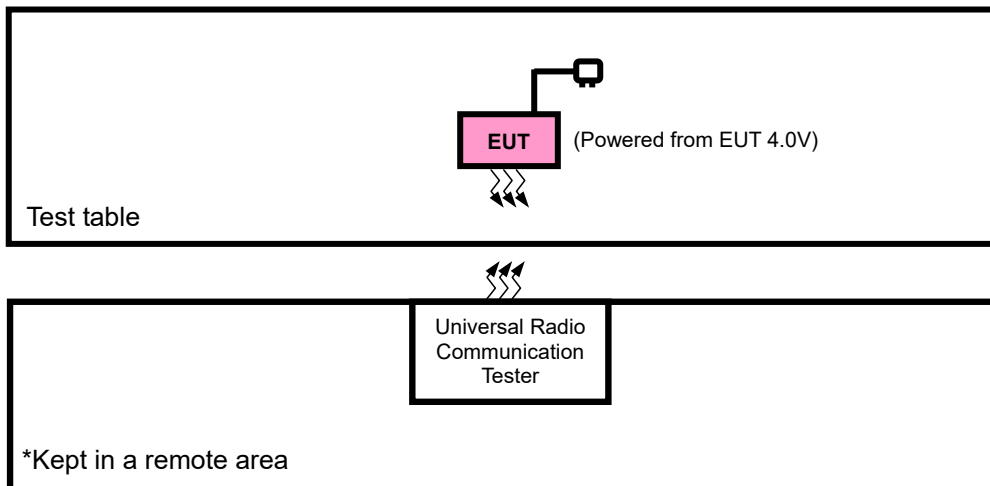 EUT
(Powered from EUT 4.0V)
Test table
Universal Radio
Communication
Tester
*Kept in a remote area